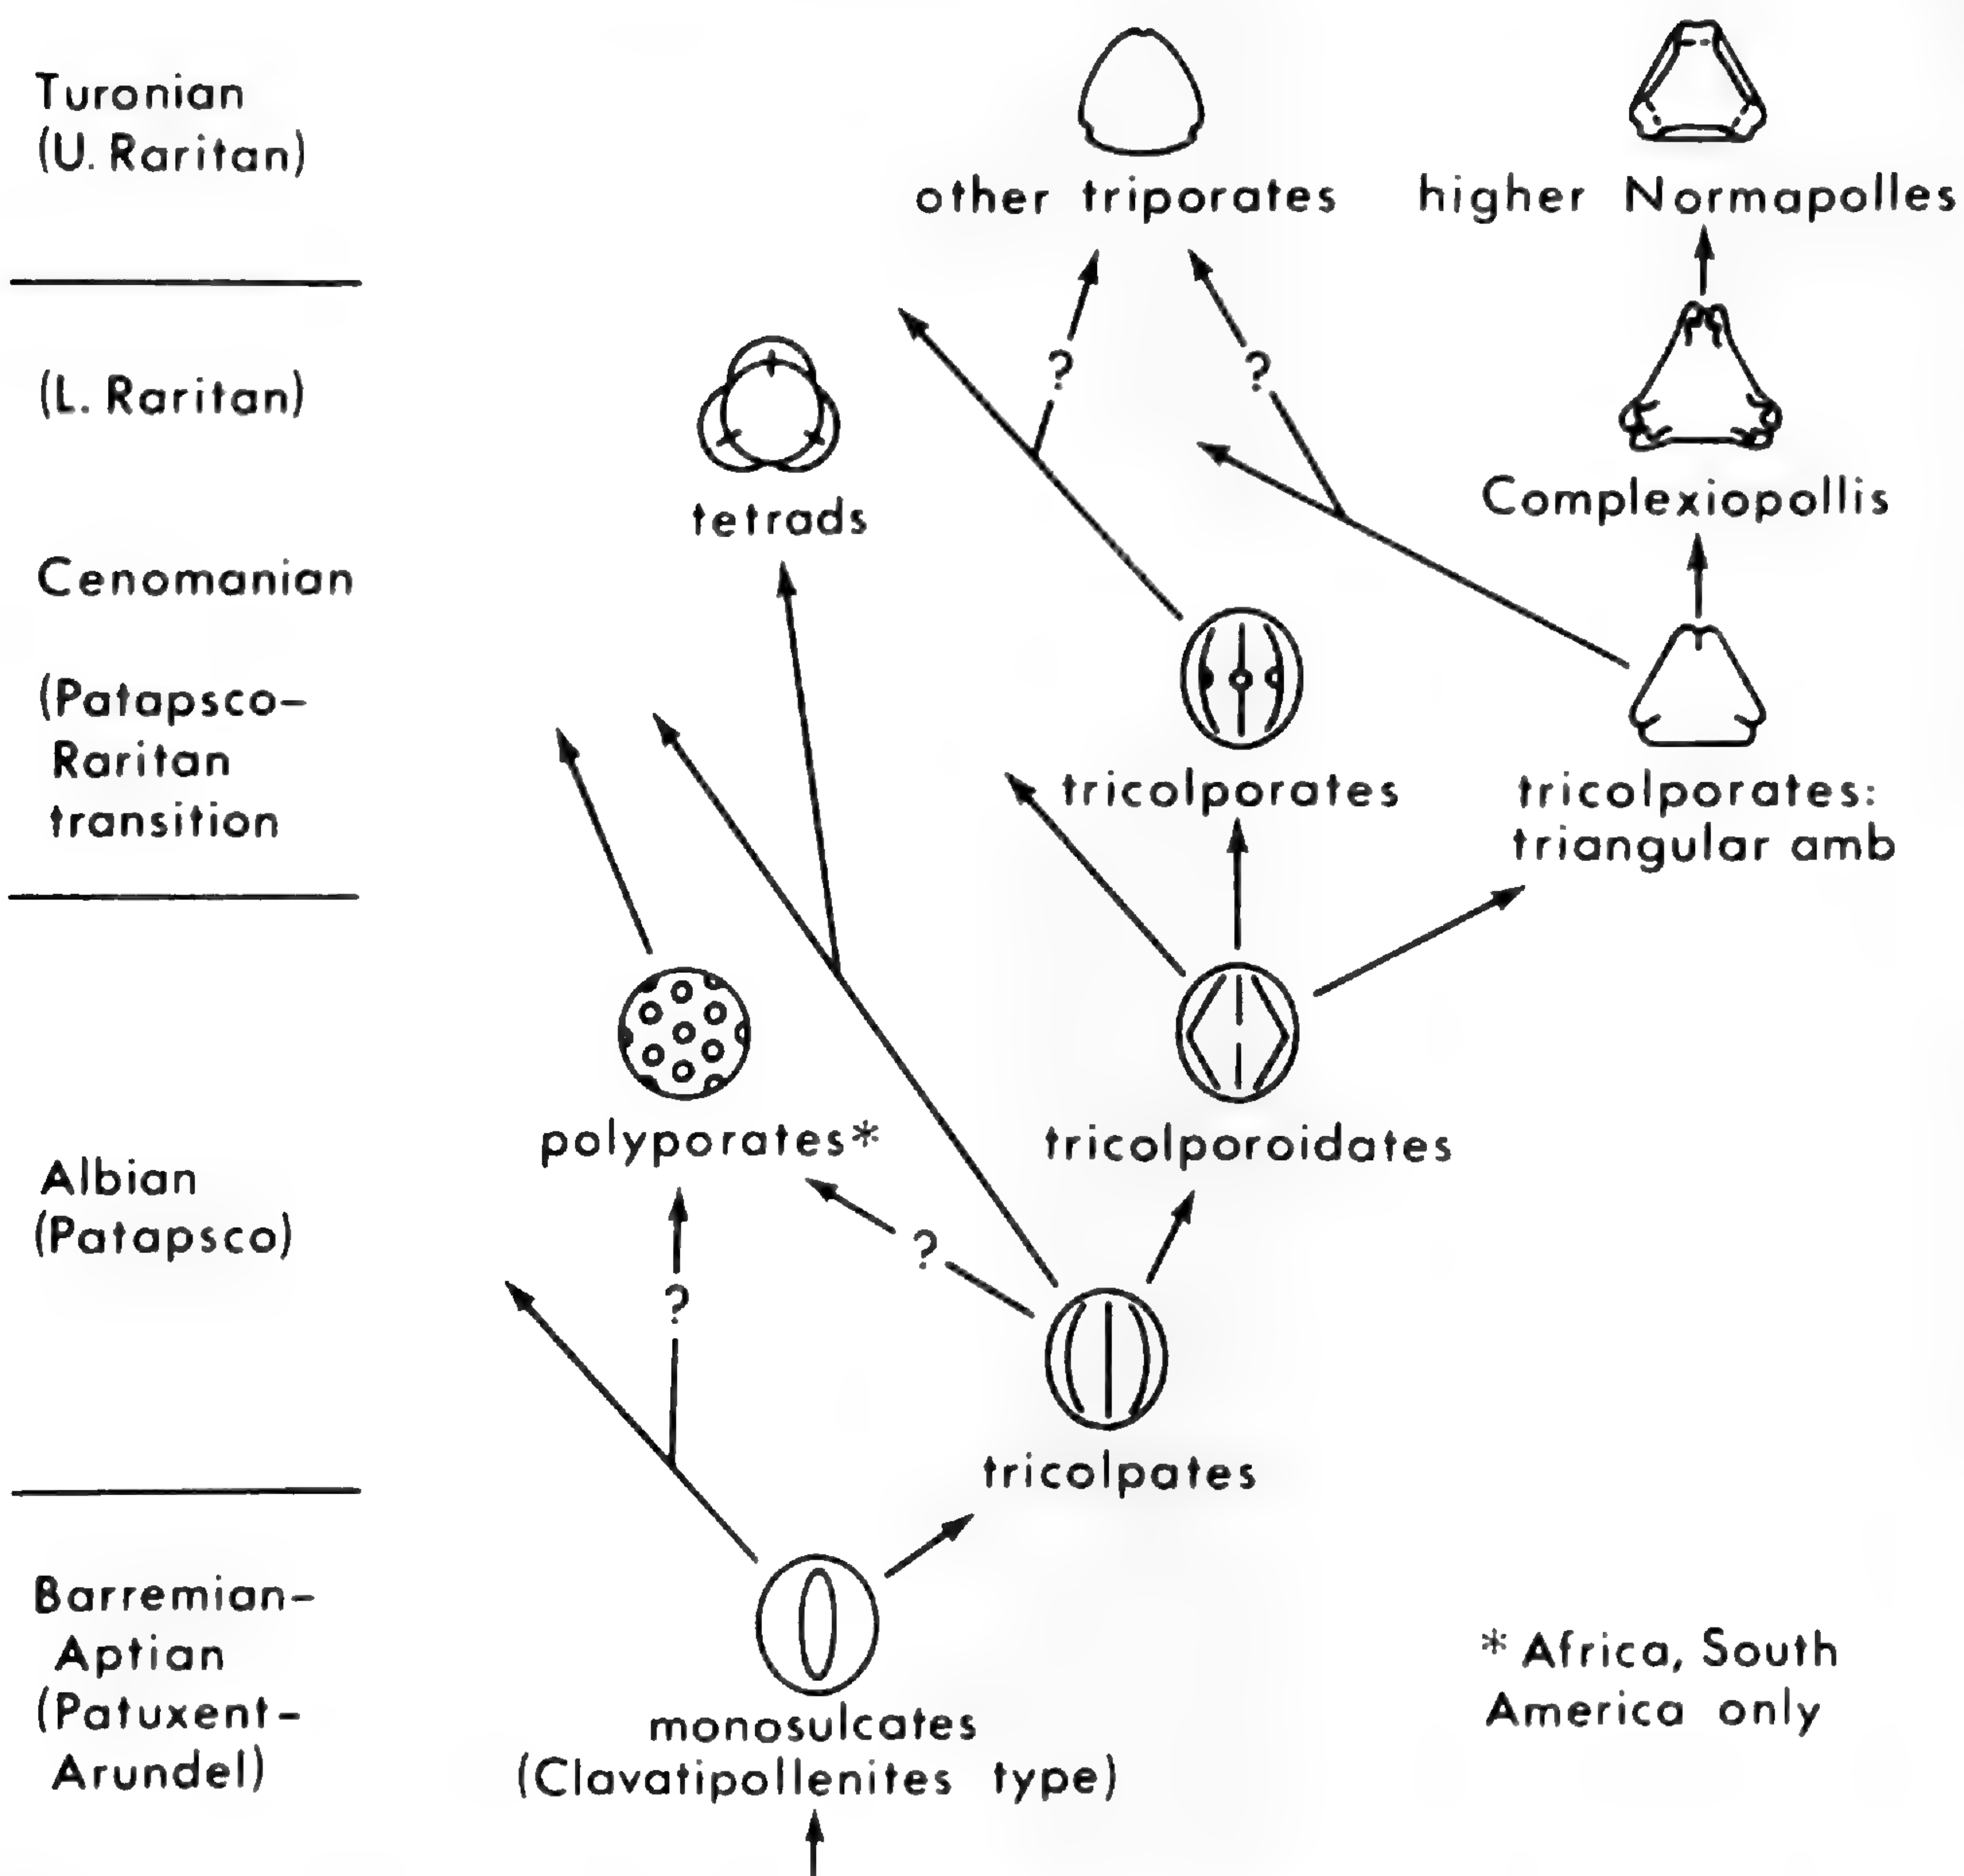 Turonian
(U. Raritan)
other triporates
higher Normapolles
?
?
(L. Raritan)
tetrads
Complexiopollis
Cenomanian
(Patapsco-
Raritan
transition
tricolporates
tricolporates:
triangular amb
polyporates*
tricolporoidates
Albian
(Patapsco)
?
?
tricolpates
Barremian-
Aptian
(Patuxent-
Arundel)
monosulcates
(Clavatipollenites type)
* Africa, South
America only